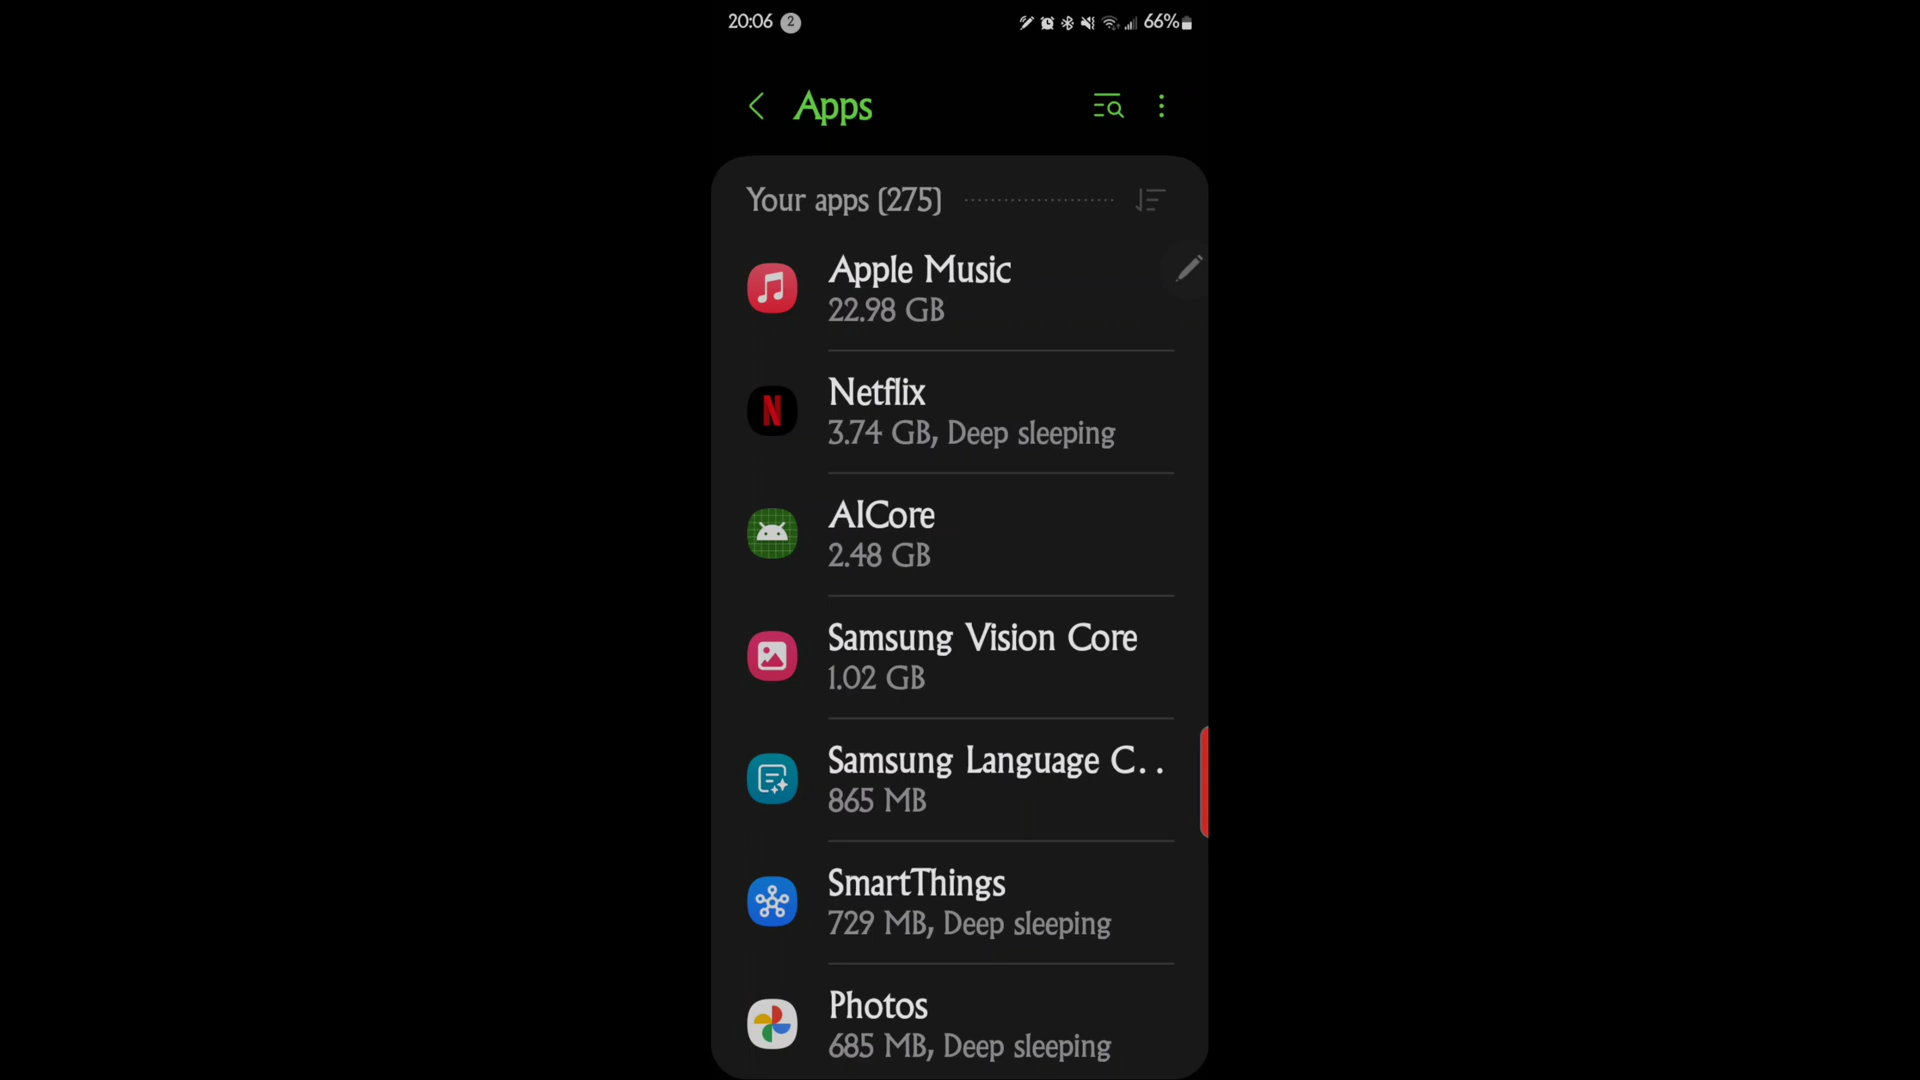 20:06 2 66%
Apps
Your apps (275)
Apple Music
22.98 GB
N Netflix
3.74 GB, Deep sleeping
AICore
2.48 GB
Samsung Vision Core
1.02 GB
Samsung Language C..
865 MB
SmartThings
729 MB, Deep sleeping
Photos
685 MB, Deep sleeping